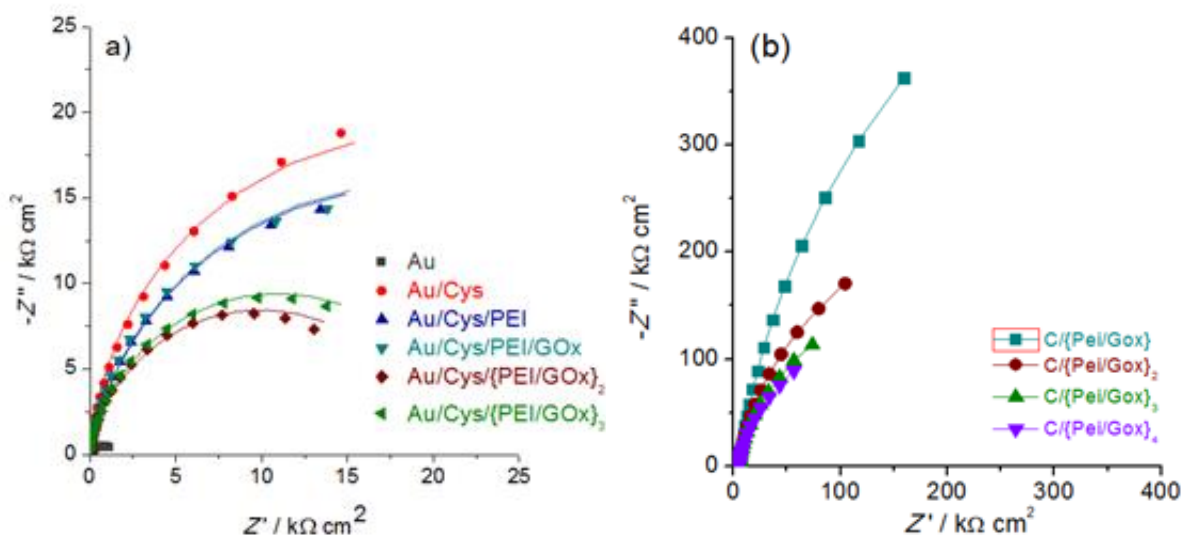 a)
25
20
15
10
5
0
-Z" / kΩ cm²
0 5 10 15 20 25
Z' / kΩ cm²
Au
Au/Cys
Au/Cys/PEI
Au/Cys/PEI/GOx
Au/Cys/{PEI/GOx}₂
Au/Cys/{PEI/GOx}₃
(b)
400
300
200
100
0
-Z" / kΩ cm²
0 100 200 300 400
Z' / kΩ cm²
C/{Pei/Gox}
C/{Pei/Gox}₂
C/{Pei/Gox}₃
C/{Pei/Gox}₄